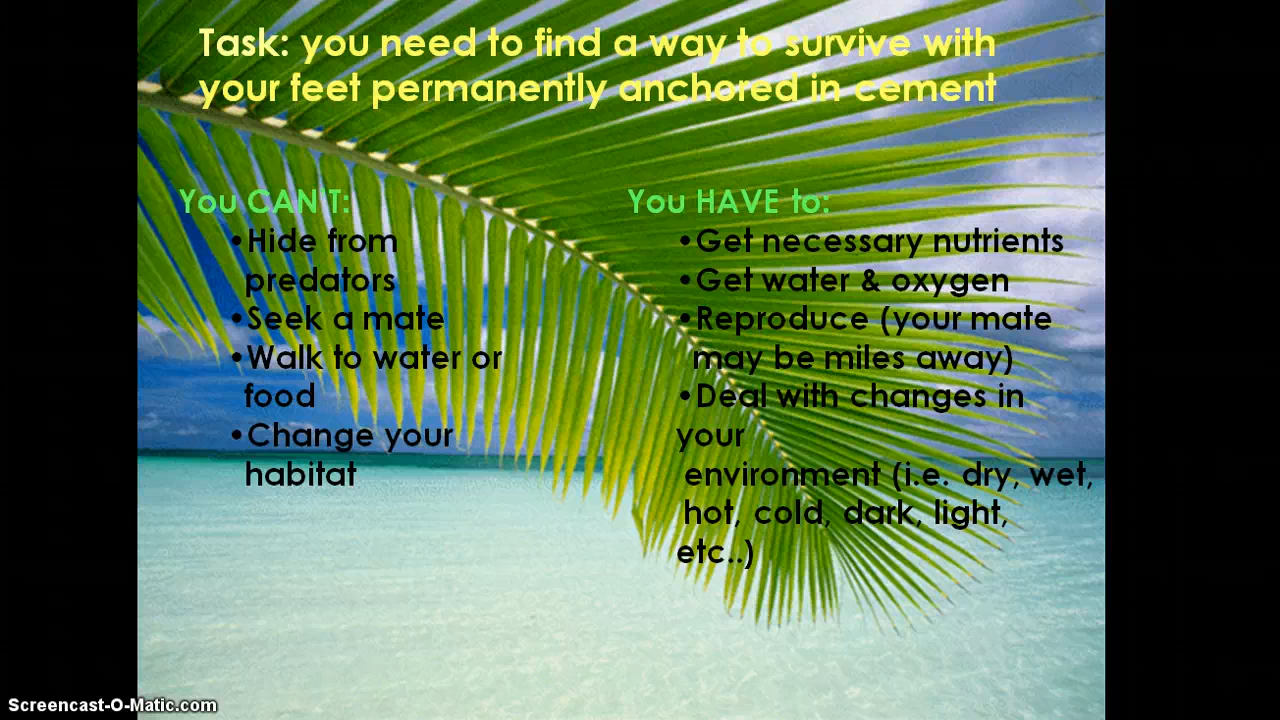 Task: you need to find a way to survive with
your feet permanently anchored in cement
You CAN'T:
•Hide from
predators
•Seek a mate
•Walk to water or
food
•Change your
habitat
You HAVE to:
•Get necessary nutrients
•Get water & oxygen
•Reproduce (your mate
may be miles away)
•Deal with changes in
your
environment (i.e. dry, wet,
hot, cold, dark, light,
etc..)
Screencast-O-Matic.com